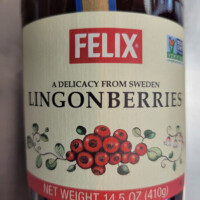 FELIX
A DELICACY FROM SWEDEN
LINGONBERRIES
NET WEIGHT 14.5 OZ (410g)